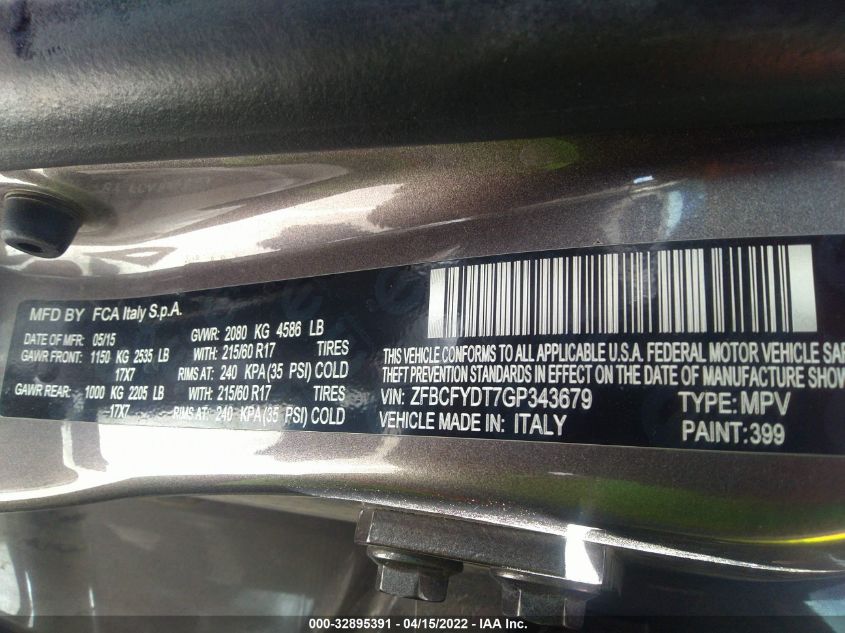 MFD BY FCA Italy S.p.A.
DATE OF MFR: 05/15 GVWR: 2080 KG 4586 LB
GAWR FRONT: 1150 KG 2535 LB WITH: 215/60 R17 TIRES
17X7 RIMS AT: 240 KPA (35 PSI) COLD
GAWR REAR: 1000 KG 2205 LB WITH: 215/60 R17 TIRES
17X7 RIMS AT: 240 KPA (35 PSI) COLD
THIS VEHICLE CONFORMS TO ALL APPLICABLE U.S.A. FEDERAL MOTOR VEHICLE SAF
THEFT PREVENTION STANDARDS IN EFFECT ON THE DATE OF MANUFACTURE SHOW
VIN: ZFBCFYDT7GP343679 TYPE: MPV
VEHICLE MADE IN: ITALY PAINT: 399
000-32895391 - 04/15/2022 - IAA Inc.